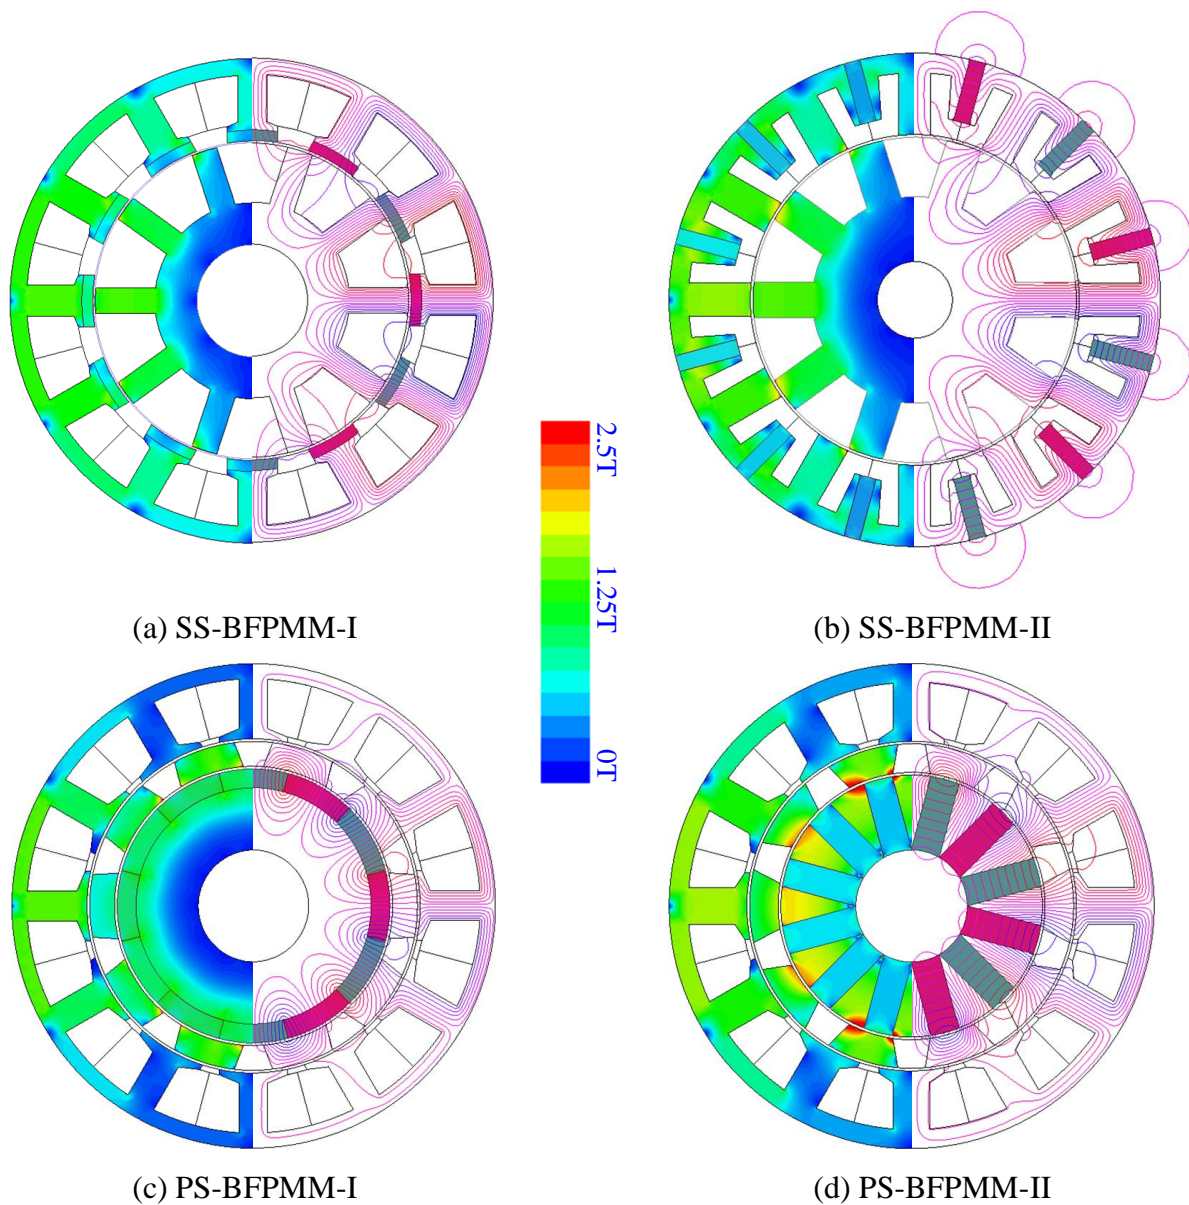 (a) SS-BFPMM-I
(b) SS-BFPMM-II
2.5T
1.25T
0T
(c) PS-BFPMM-I
(d) PS-BFPMM-II